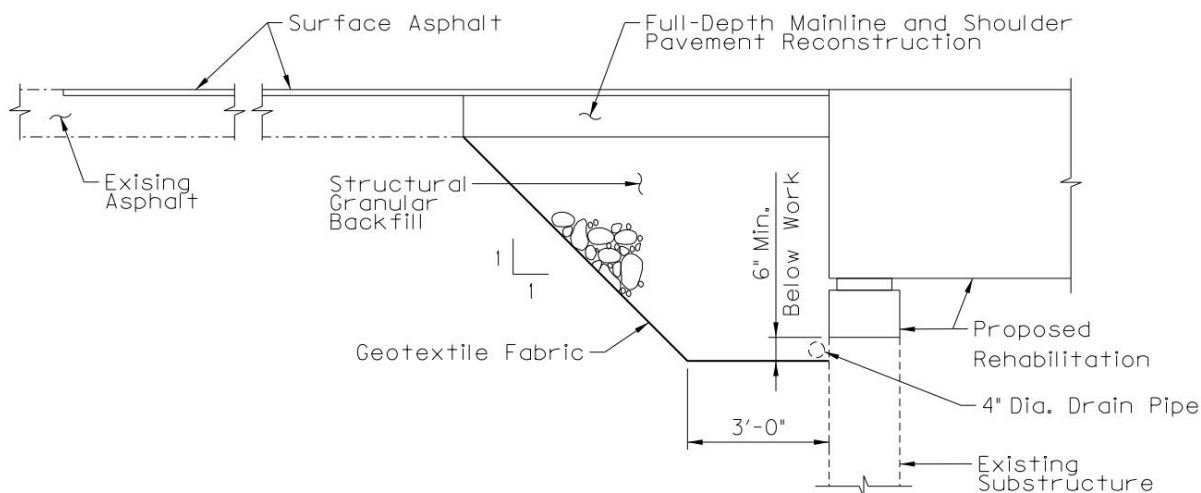 Surface Asphalt
Full-Depth Mainline and Shoulder
Pavement Reconstruction
Exising
Asphalt
Structural
Granular
Backfill
6" Min.
Below Work
1
1
Geotextile Fabric
Proposed
Rehabilitation
4" Dia. Drain Pipe
3'-0"
Existing
Substructure